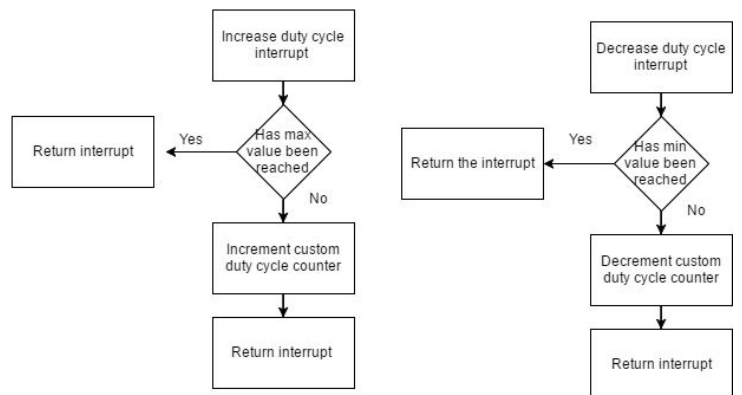 Increase duty cycle
interrupt
Has max
value been
reached
Yes
Return interrupt
No
Increment custom
duty cycle counter
Return interrupt
Decrease duty cycle
interrupt
Has min
value been
reached
Yes
Return the interrupt
No
Decrement custom
duty cycle counter
Return interrupt